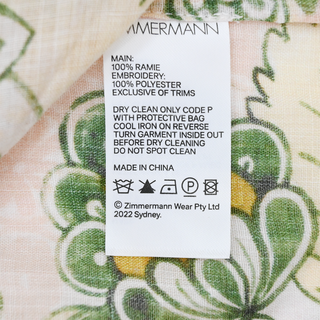 ZIMMERMANN
MAIN:
100% RAMIE
EMBROIDERY:
100% POLYESTER
EXCLUSIVE OF TRIMS
DRY CLEAN ONLY CODE P
WITH PROTECTIVE BAG
COOL IRON ON REVERSE
TURN GARMENT INSIDE OUT
BEFORE DRY CLEANING
DO NOT SPOT CLEAN
MADE IN CHINA
P
© Zimmermann Wear Pty Ltd
2022 Sydney.